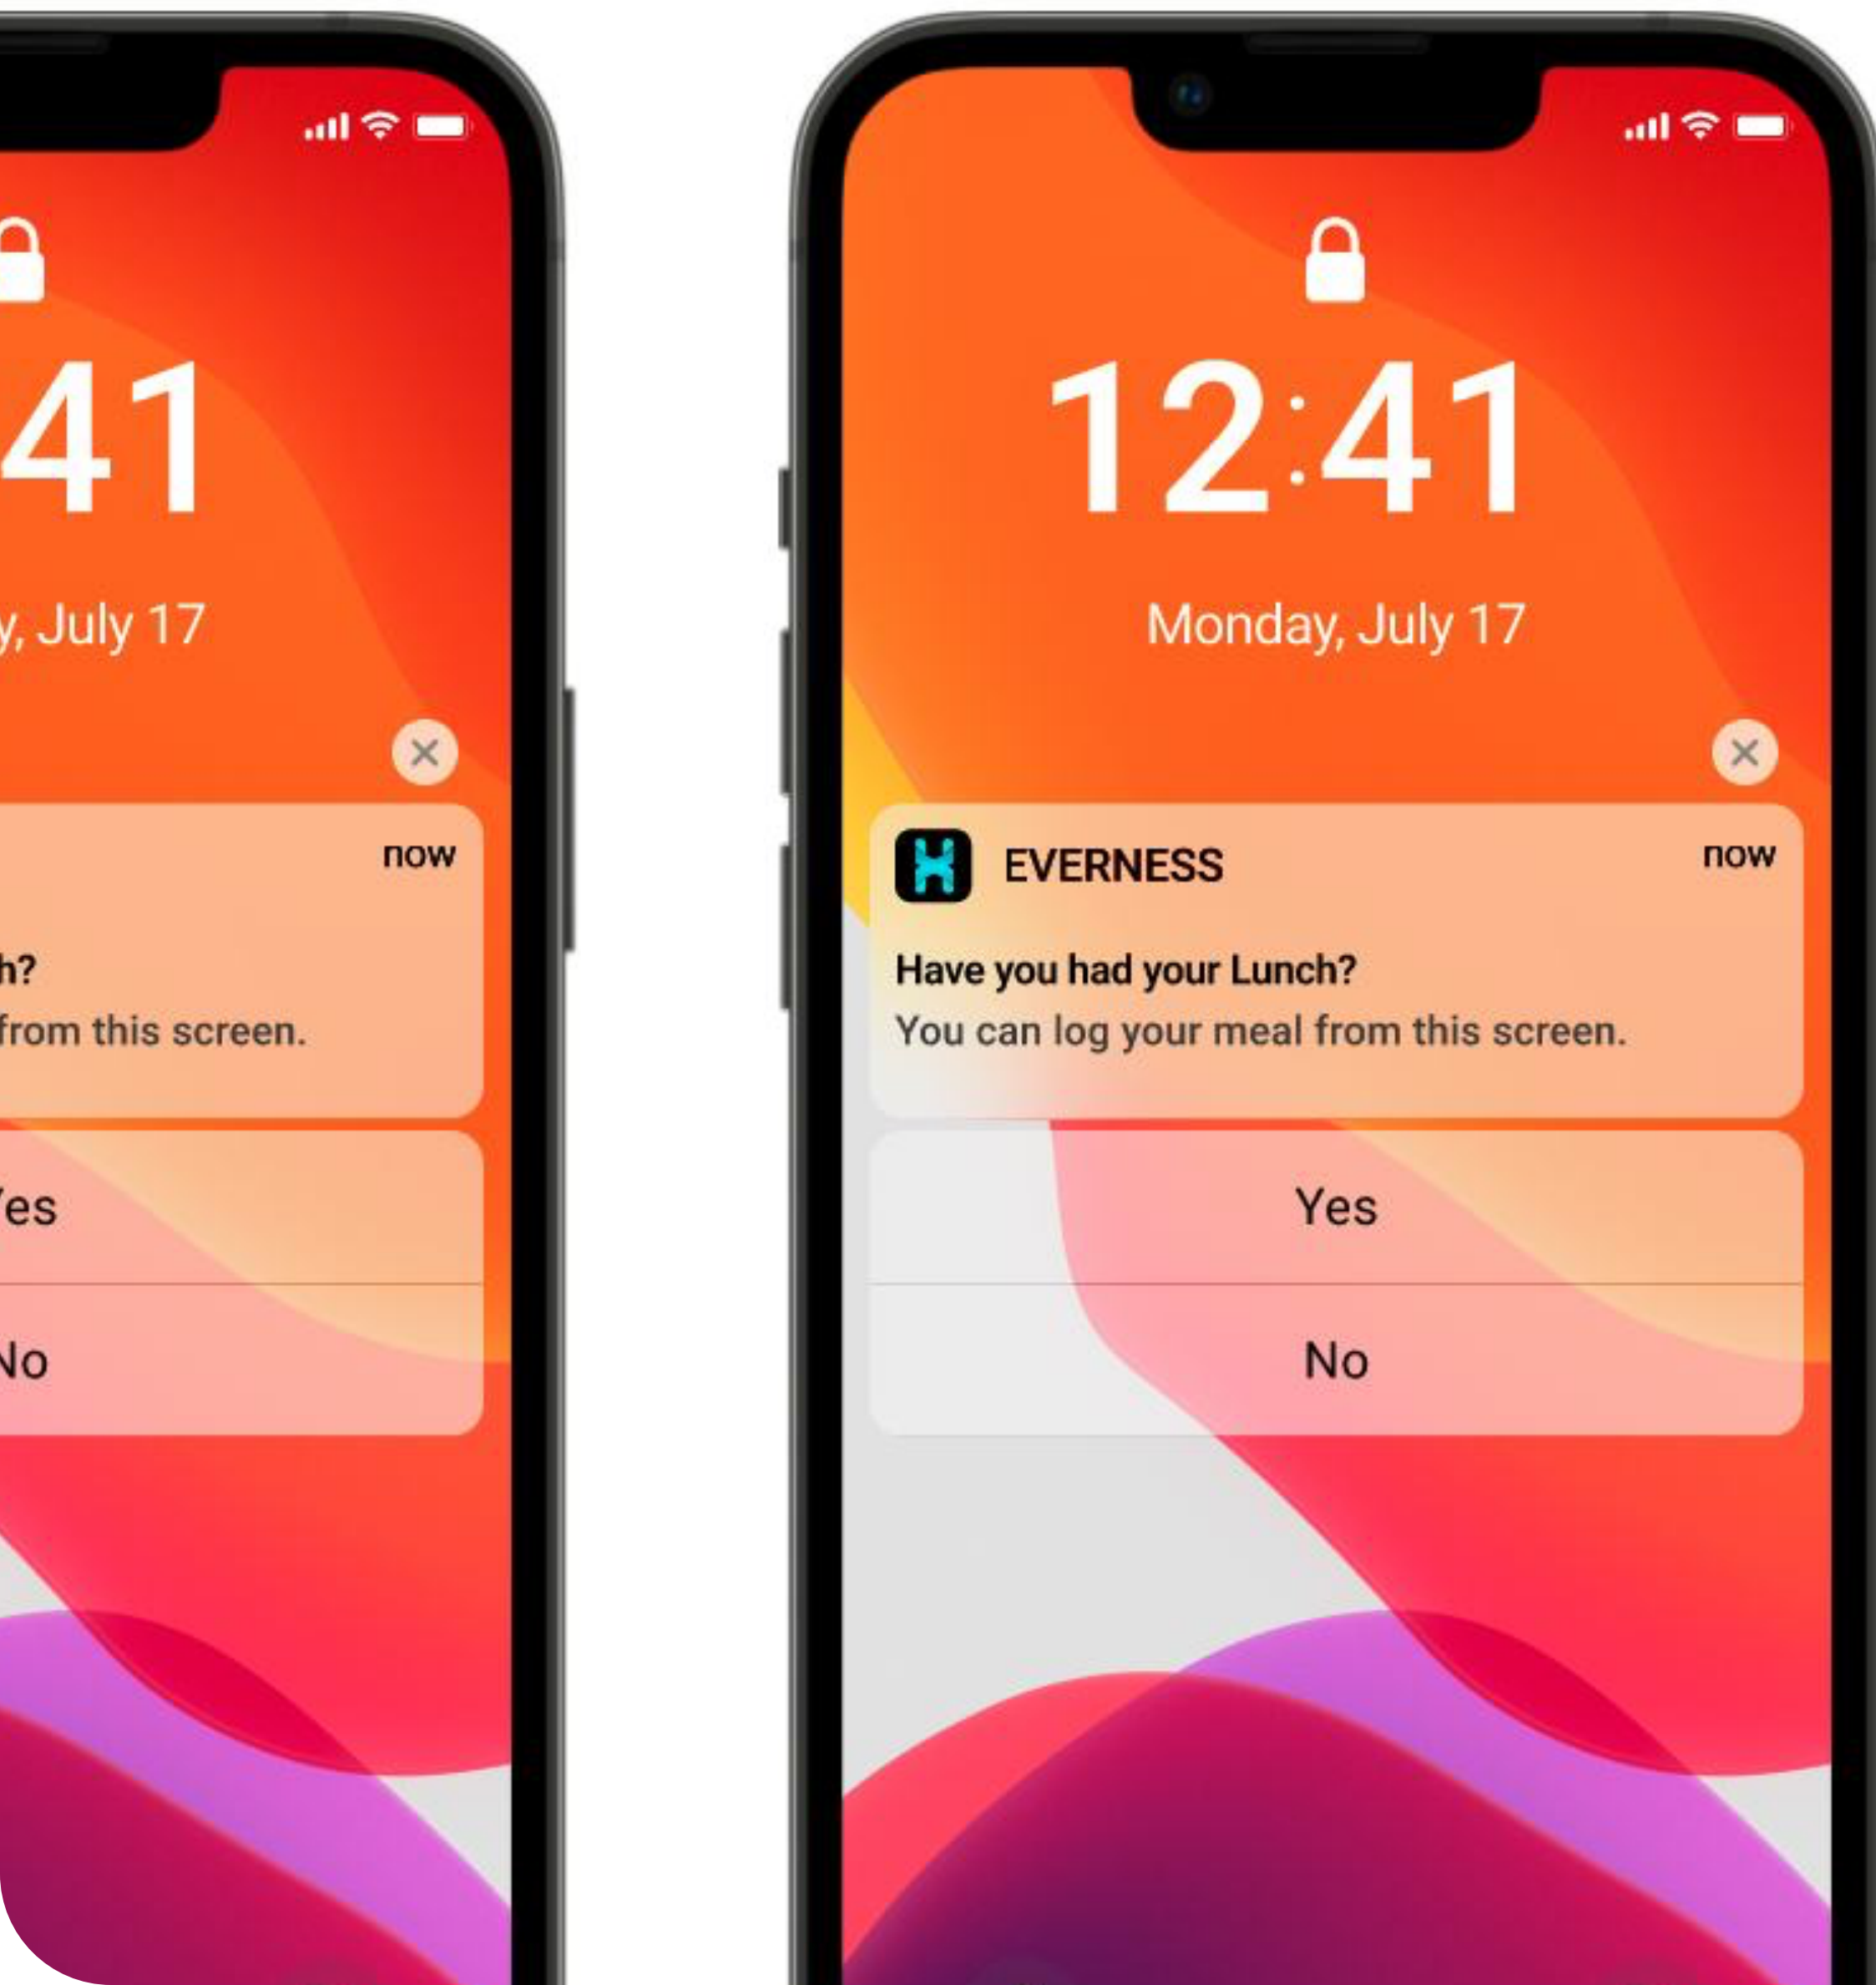 41
y, July 17
now
h?
from this screen.
Yes
No
12:41
Monday, July 17
EVERNESS
now
Have you had your Lunch?
You can log your meal from this screen.
Yes
No